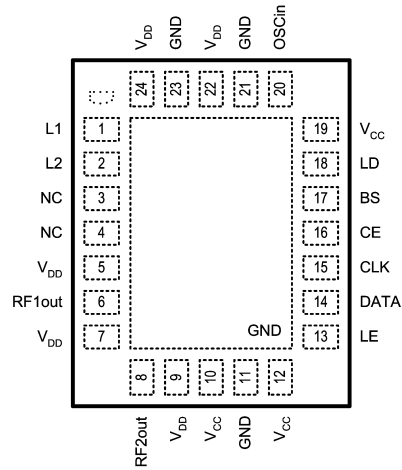 V_DD GND V_DD GND OSCin
24 23 22 21 20
L1 1 19 V_CC
L2 2 18 LD
NC 3 17 BS
NC 4 16 CE
V_DD 5 15 CLK
RF1out 6 14 DATA
V_DD 7 GND 13 LE
8 9 10 11 12
RF2out V_DD V_CC GND V_CC